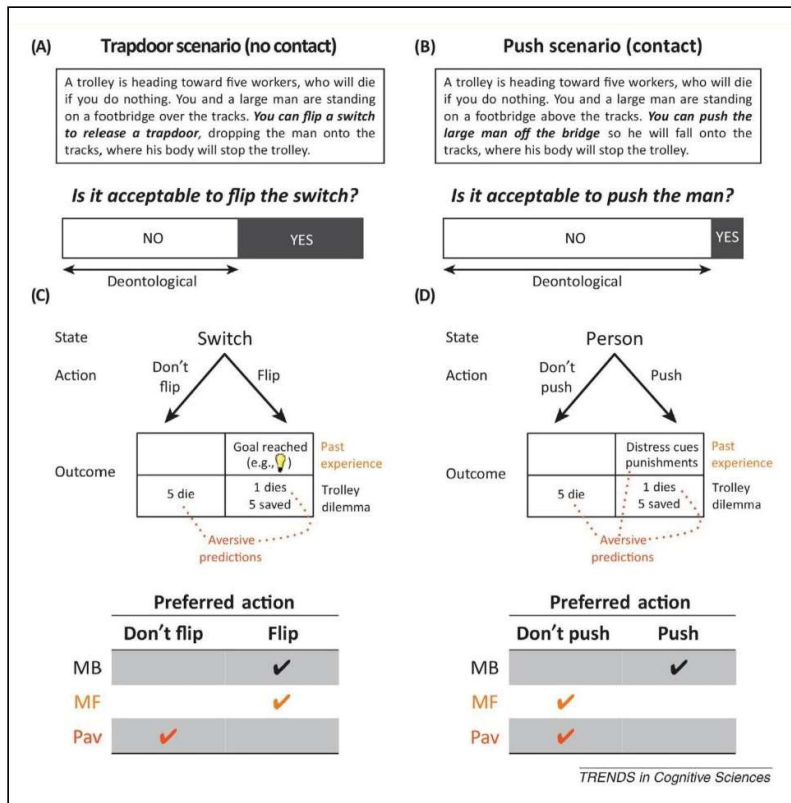 (A) Trapdoor scenario (no contact)
A trolley is heading toward five workers, who will die
if you do nothing. You and a large man are standing
on a footbridge over the tracks. You can flip a switch
to release a trapdoor, dropping the man onto the
tracks, where his body will stop the trolley.
Is it acceptable to flip the switch?
NO YES
Deontological
(B) Push scenario (contact)
A trolley is heading toward five workers, who will die
if you do nothing. You and a large man are standing
on a footbridge above the tracks. You can push the
large man off the bridge so he will fall onto the
tracks, where his body will stop the trolley.
Is it acceptable to push the man?
NO YES
Deontological
(C)
State Switch
Action Don't
flip
Flip
Outcome
Goal reached
(e.g., )
Past
experience
5 die
1 dies
5 saved
Trolley
dilemma
Aversive
predictions
Preferred action
Don't flip Flip
MB ✔
MF ✔
Pav ✔
(D)
State Person
Action Don't
push
Push
Outcome
Distress cues
punishments
Past
experience
5 die
1 dies
5 saved
Trolley
dilemma
Aversive
predictions
Preferred action
Don't push Push
MB ✔
MF ✔
Pav ✔
TRENDS in Cognitive Sciences